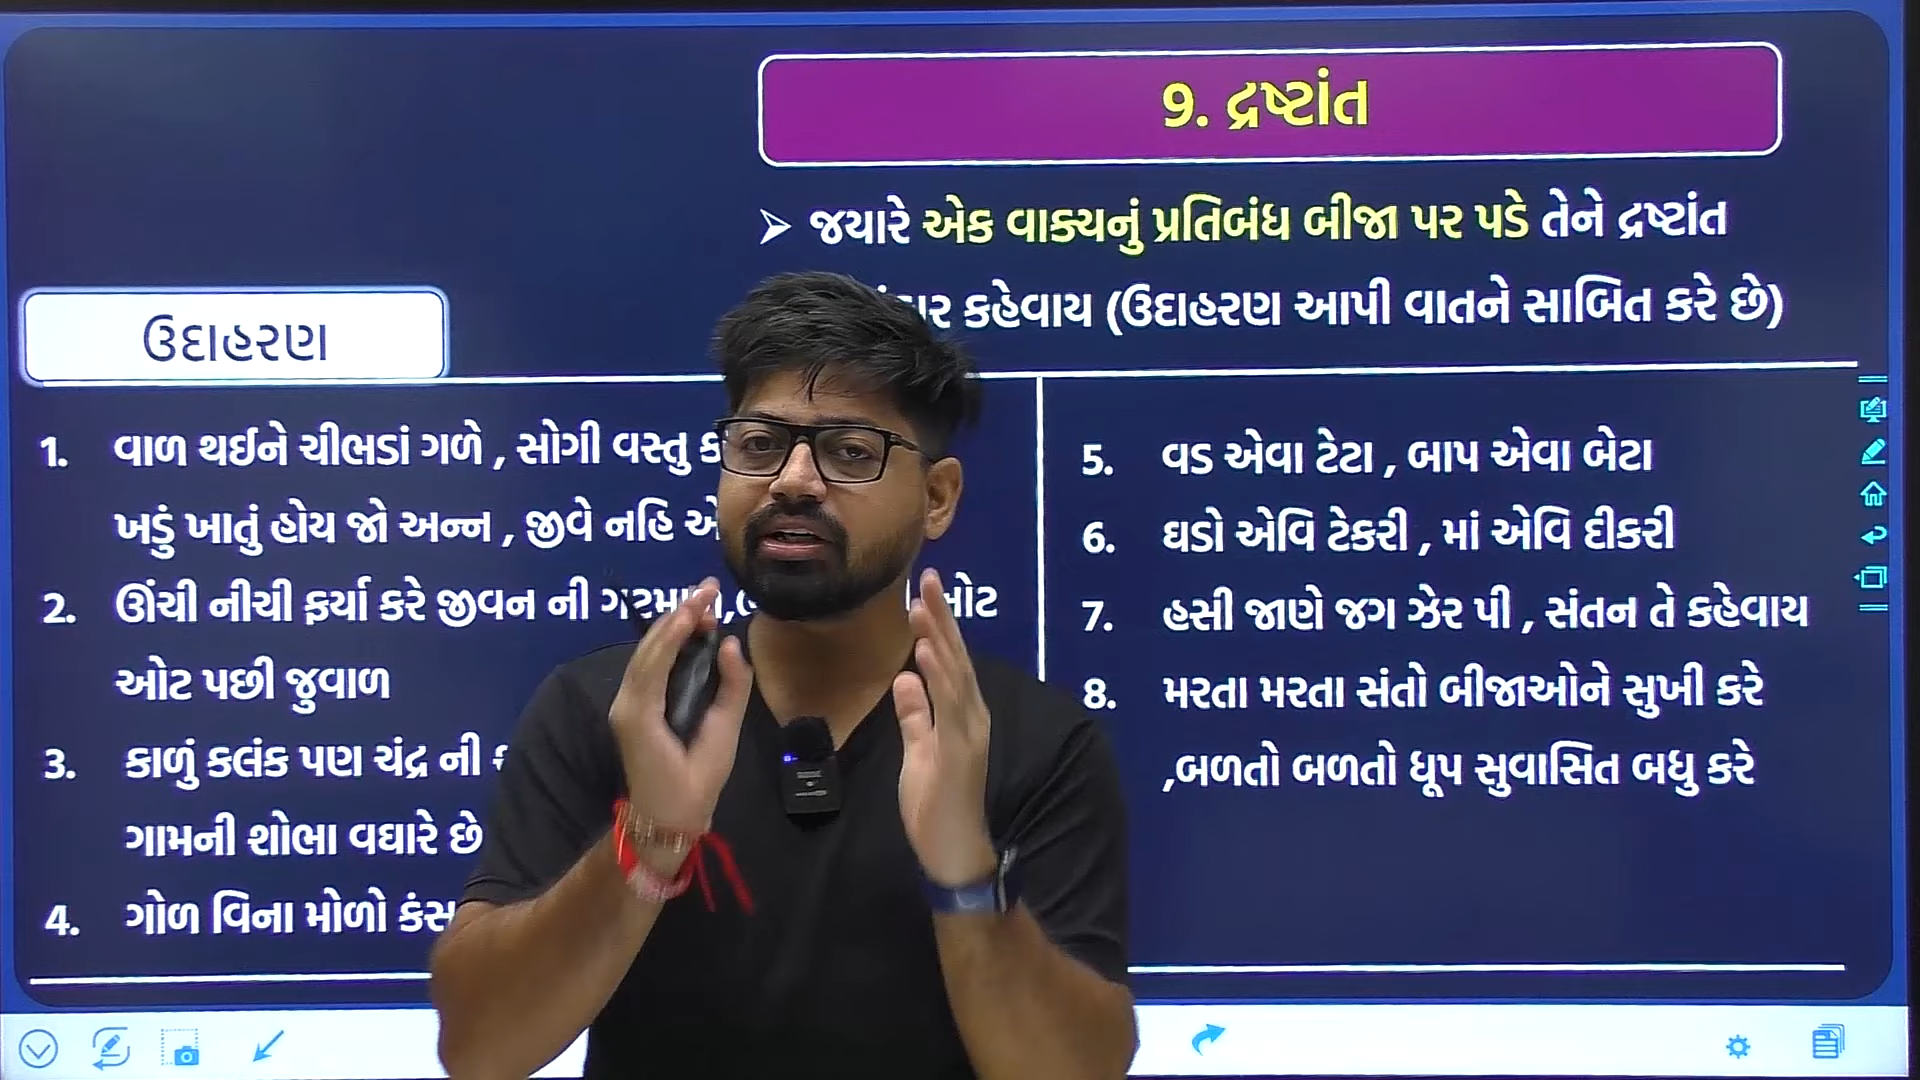 9. દ્રષ્ટાંત
➢ જયારે એક વાક્યનું પ્રતિબંધ બીજા પર પડે તેને દ્રષ્ટાંત
કહેવાય (ઉદાહરણ આપી વાતને સાબિત કરે છે)
ઉદાહરણ
1. વાળ થઈને ચીભડાં ગળે , સોગી વસ્તુ
ખડું ખાતું હોય જો અન્ન , જીવે નહિ
2. ઊંચી નીચી ફર્યા કરે જીવન ની
ઓટ પછી જુવાળ
3. કાળું કલંક પણ ચંદ્ર ની
ગામની શોભા વધારે છે
4. ગોળ વિના મોળો
5. વડ એવા ટેટા , બાપ એવા બેટા
6. ઘડો એવિ ટેકરી , માં એવિ દીકરી
7. હસી જાણે જગ ઝેર પી , સંતન તે કહેવાય
8. મરતા મરતા સંતો બીજાઓને સુખી કરે
,બળતો બળતો ધૂપ સુવાસિત બધુ કરે